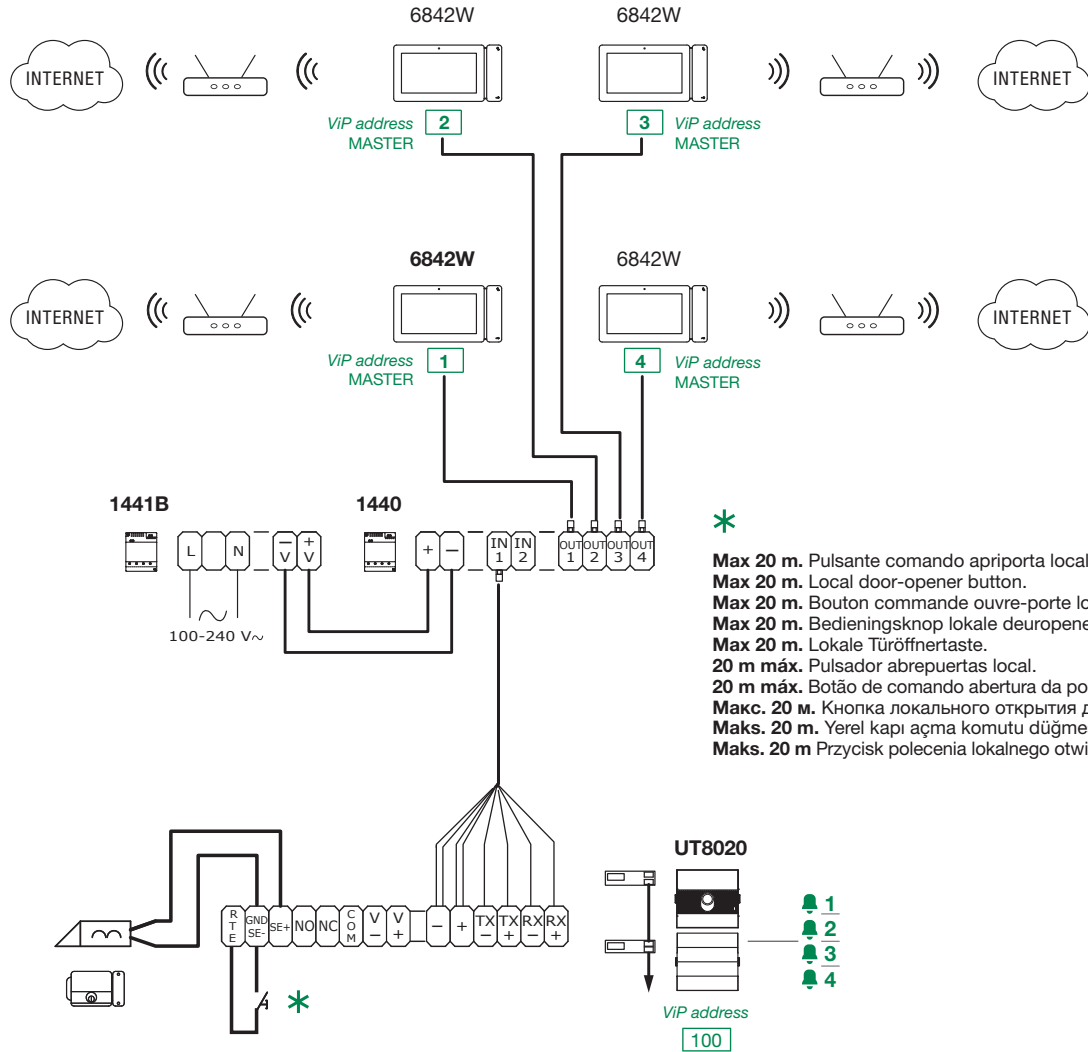 6842W
6842W
INTERNET
INTERNET
ViP address
MASTER
2
3
ViP address
MASTER
6842W
6842W
INTERNET
INTERNET
ViP address
MASTER
1
4
ViP address
MASTER
1441B
1440
L
N
– V
+ V
+
–
IN 1
IN 2
OUT 1
OUT 2
OUT 3
OUT 4
100-240 V~
*
Max 20 m. Pulsante comando apriporta local
Max 20 m. Local door-opener button.
Max 20 m. Bouton commande ouvre-porte lo
Max 20 m. Bedieningsknop lokale deuropene
Max 20 m. Lokale Türöffnertaste.
20 m máx. Pulsador abrepuertas local.
20 m máx. Botão de comando abertura da po
Макс. 20 м. Кнопка локального открытия д
Maks. 20 m. Yerel kapı açma komutu düğme
Maks. 20 m Przycisk polecenia lokalnego otwi
UT8020
RTE
GND SE-
SE+
NO
NC
COM
V –
V +
–
+
TX –
TX +
RX –
RX +
*
1
2
3
4
ViP address
100